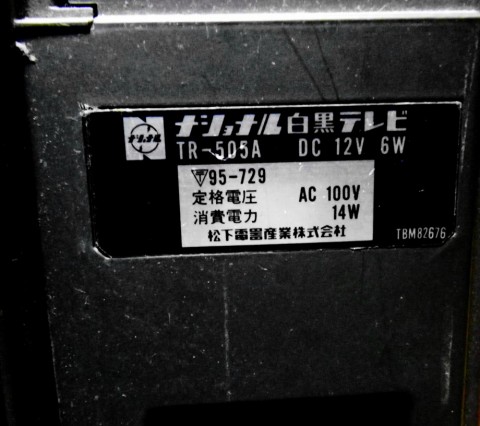 ナショナル 白黒テレビ
TR-505A DC 12V 6W
〒95-729
定格電圧 AC 100V
消費電力 14W
松下電器産業株式会社
TBM82676